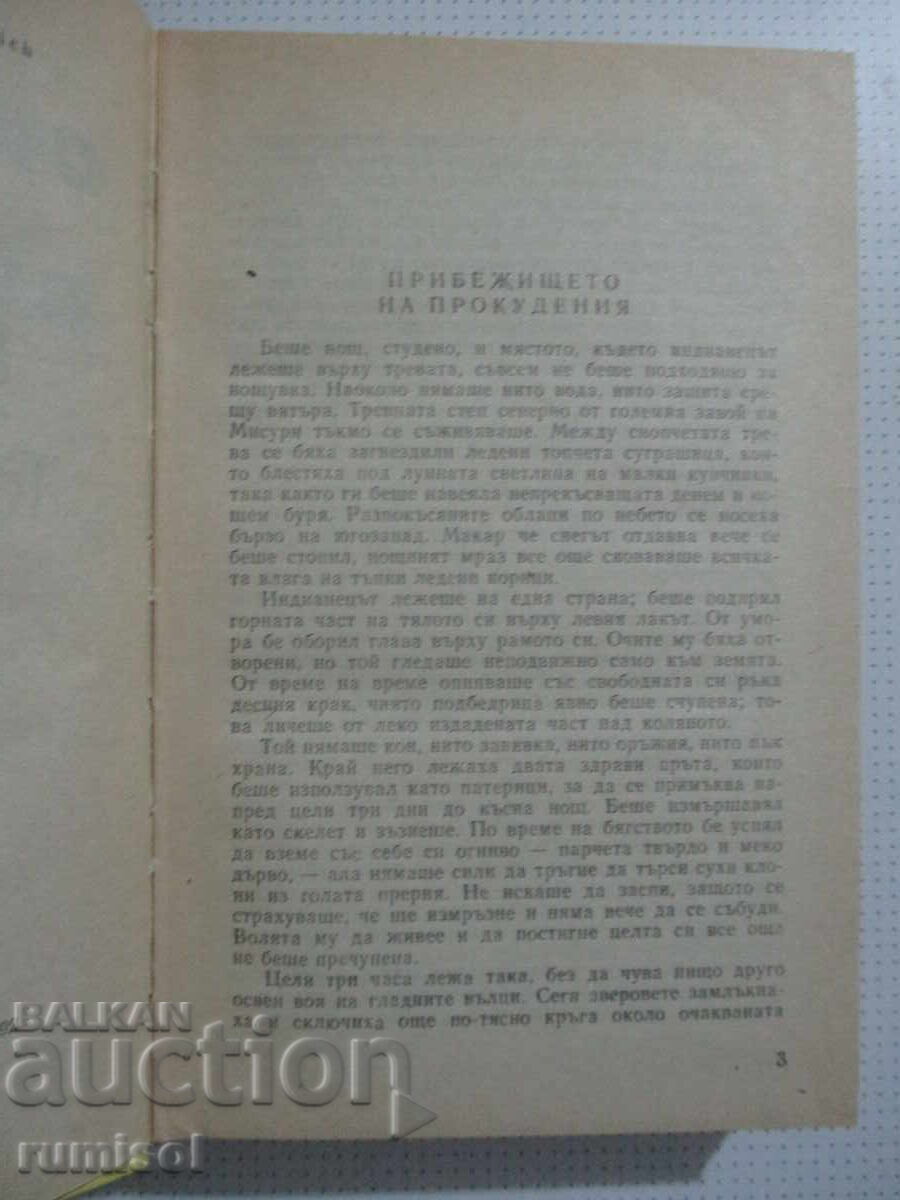 ПРИБЕЖИЩЕТО
НА ПРОКУДЕНИЯ
Беше нощ, студено, и мястото, където индианецът
лежеше върху тревата, съвсем не беше подходящо за
нощувка. Наоколо нямаше нито вода, нито защита сре-
щу вятъра. Тревната степ северно от големия завой на
Мисури тъкмо се съживяваше. Между снопчетата тре-
ва се бяха загнездили ледени топчета суграшица, кои-
то блестяха под лунната светлина на малки купчинки,
така както ги беше навеяла непрекъсващата денем и но-
щем буря. Разпокъсаните облаци по небето се носеха
бързо на югозапад. Макар че снегът отдавна вече се
беше стопил, нощният мраз все още сковаваше всичка-
та влага на тънки ледени корици.
Индианецът лежеше на една страна; беше подпрял
горната част на тялото си върху левия лакът. От умо-
ра бе оборил глава върху рамото си. Очите му бяха от-
ворени, но той гледаше неподвижно само към земята.
От време на време опипваше със свободната си ръка
десния крак, чиято подбедрица явно беше счупена; то-
ва личеше от леко издадената част над коляното.
Той нямаше кон, нито завивка, нито оръжия, нито пък
храна. Край него лежаха двата здрави пръта, които
беше използувал като патерици, за да се примъква на-
пред цели три дни до късна нощ. Беше измършавял
като скелет и зъзнеше. По време на бягството бе успял
да вземе със себе си огниво — парчета твърдо и меко
дърво, — ала нямаше сили да тръгне да търси сухи кло-
ни из голата прерия. Не искаше да заспи, защото се
страхуваше, че ще измръзне и няма вече да се събуди.
Волята му да живее и да постигне целта си все още
не беше пречупена.
Цели три часа лежа така, без да чува нищо друго
освен воя на гладните вълци. Сега зверовете замлъкна-
ха и сключиха още по-тясно кръга около очакваната
3
BALKAN
auction
rumisol